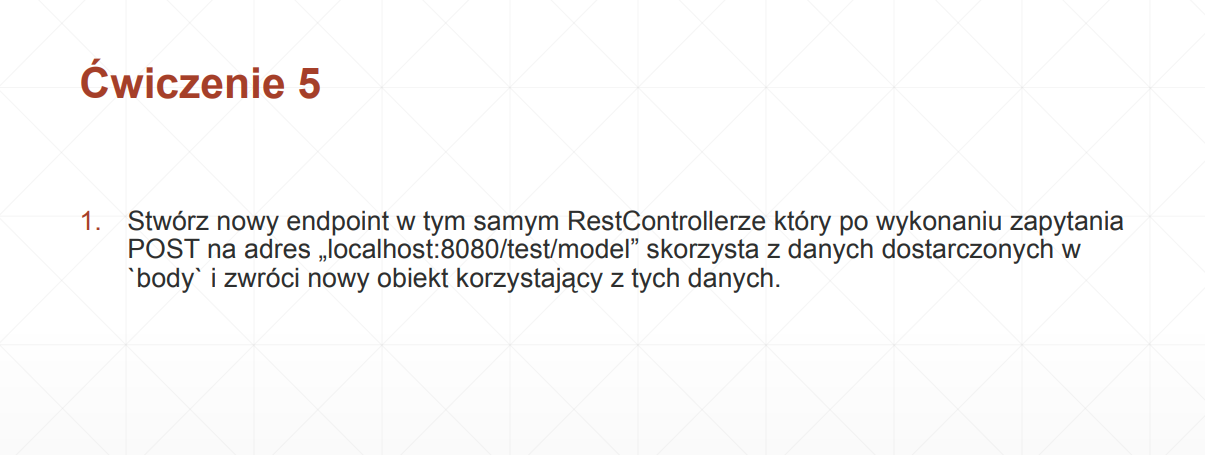 Ćwiczenie 5
1. Stwórz nowy endpoint w tym samym RestControllerze który po wykonaniu zapytania
POST na adres „localhost:8080/test/model” skorzysta z danych dostarczonych w
`body` i zwróci nowy obiekt korzystający z tych danych.